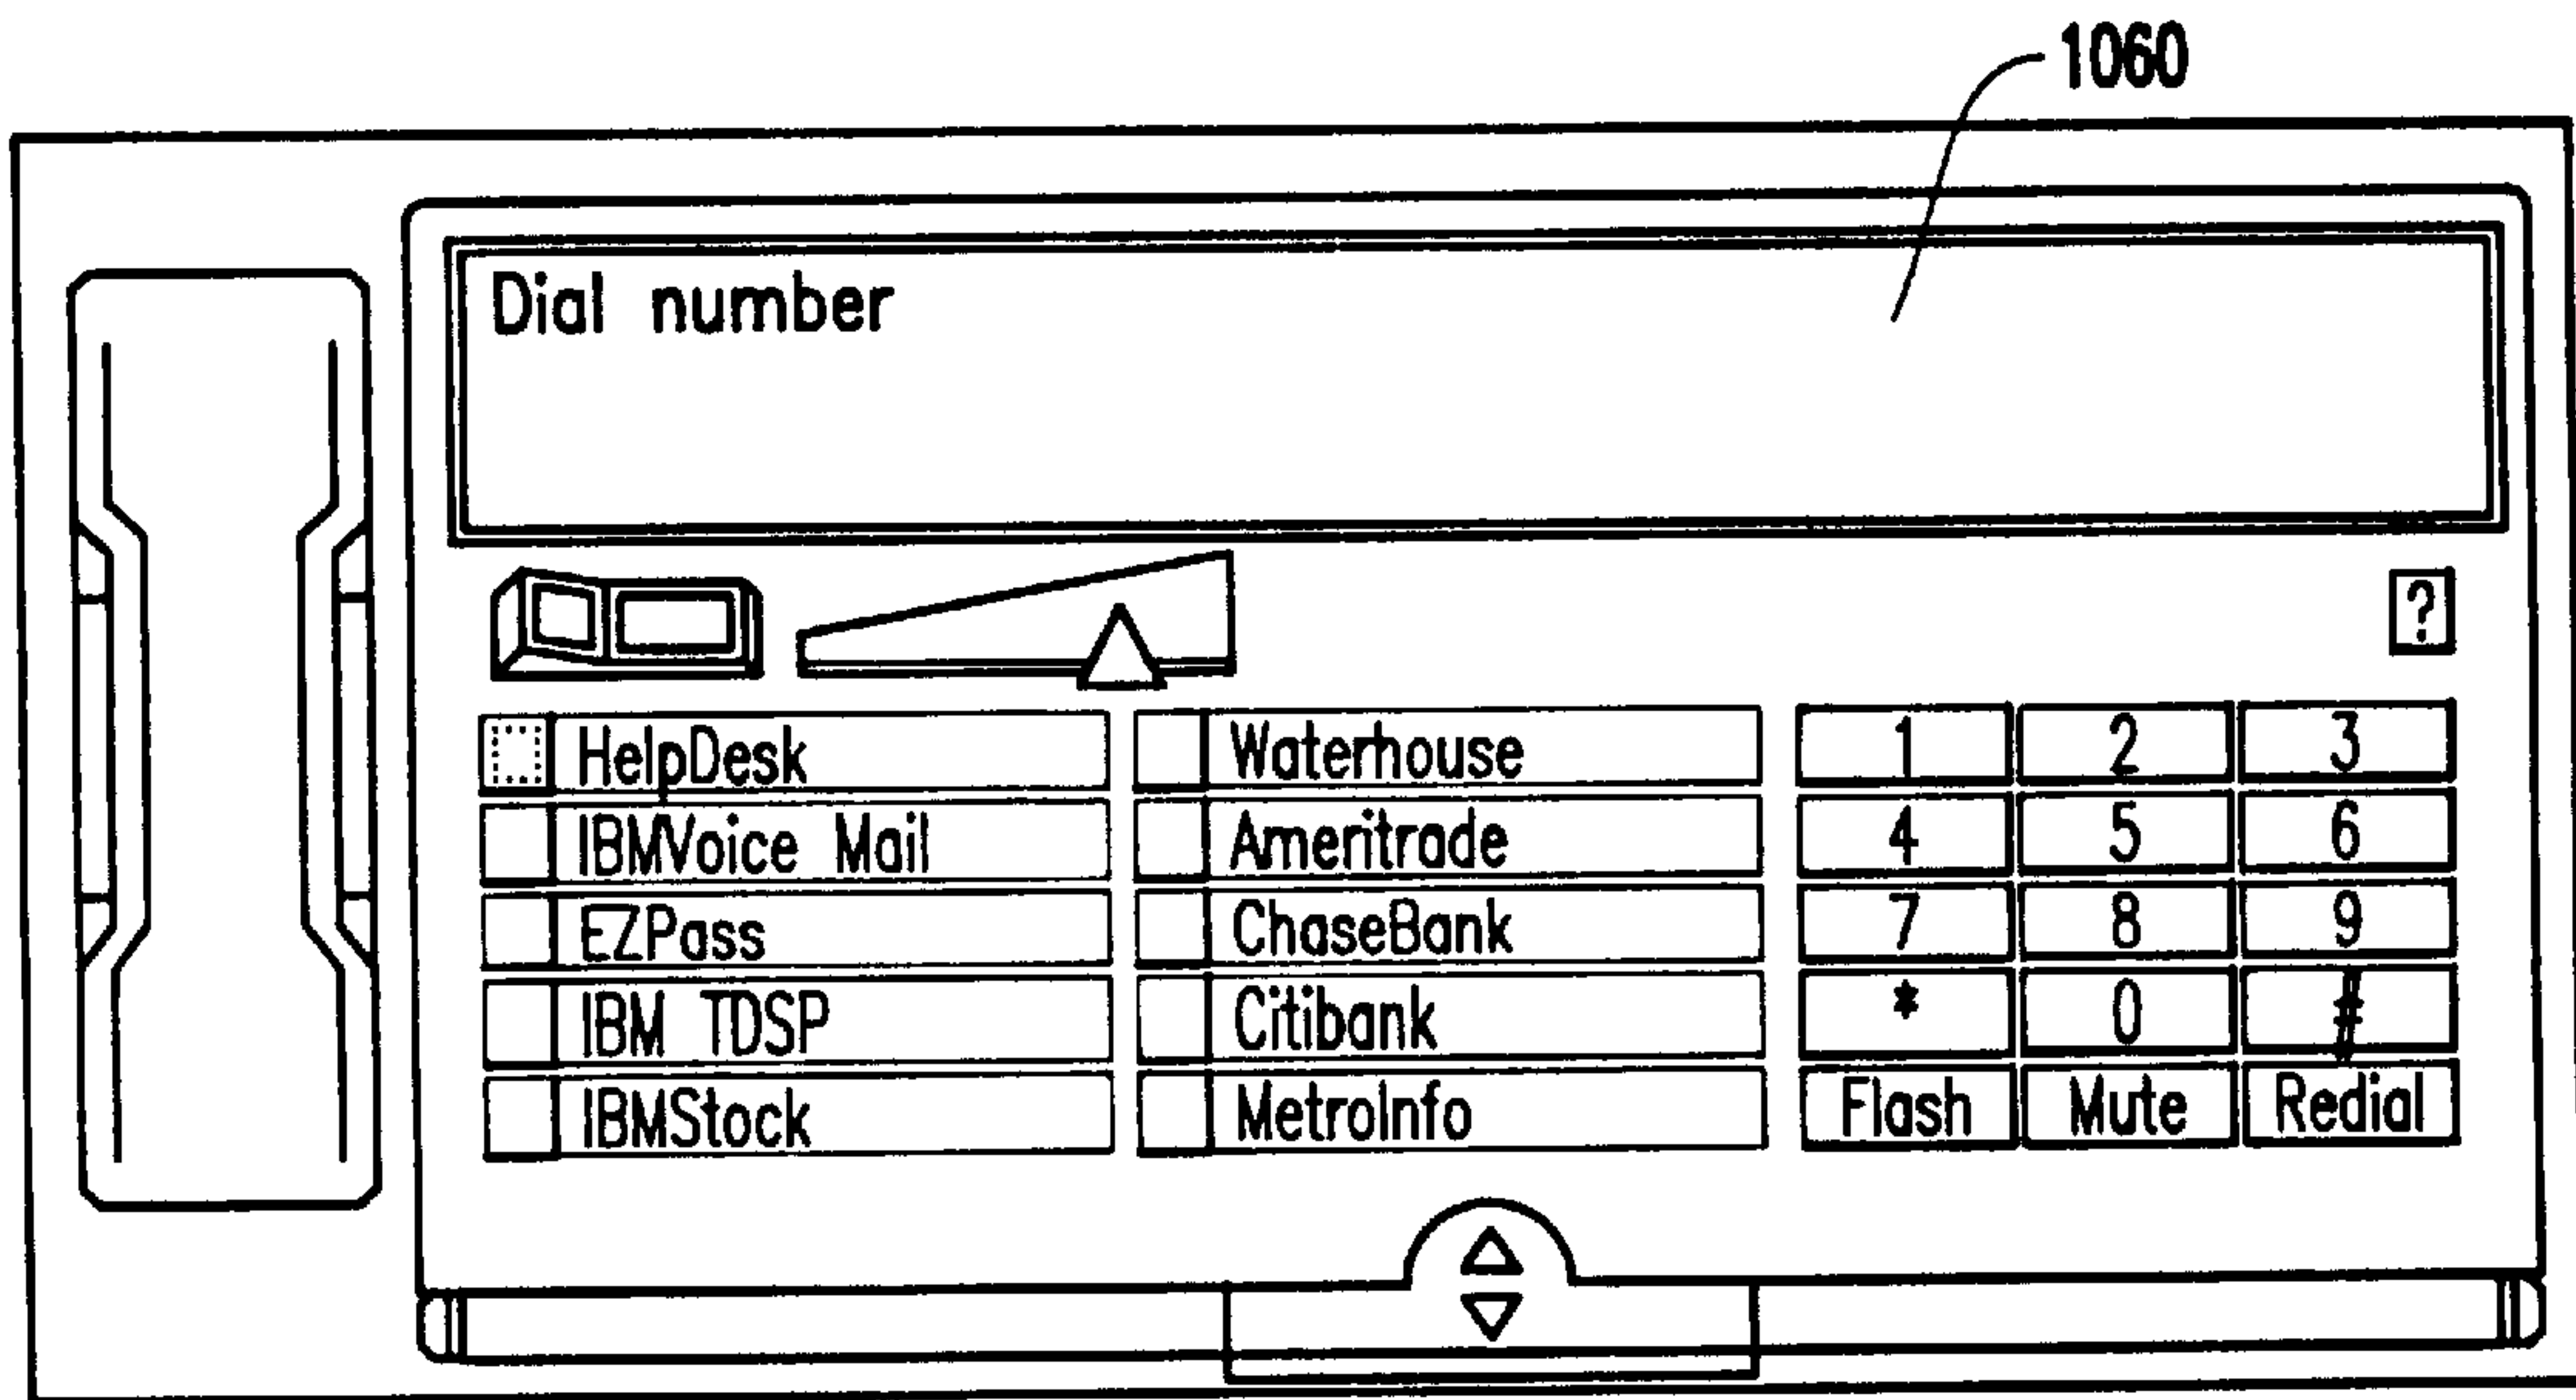 1060
Dial number
?
HelpDesk Waterhouse 1 2 3
IBMVoice Mail Ameritrade 4 5 6
EZPass ChaseBank 7 8 9
IBM TDSP Citibank * 0 #
IBMStock MetroInfo Flash Mute Redial